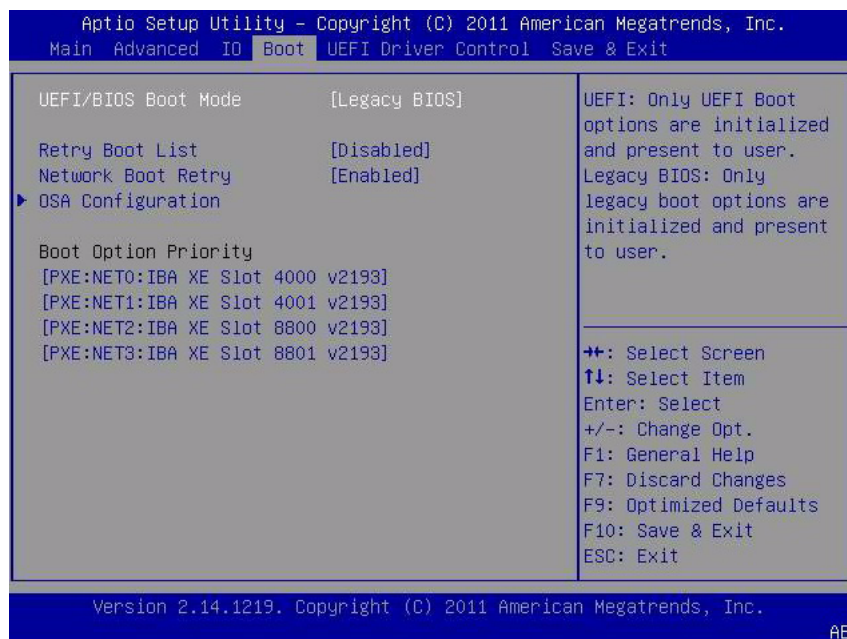 Aptio Setup Utility – Copyright (C) 2011 American Megatrends, Inc.
Main Advanced IO Boot UEFI Driver Control Save & Exit
UEFI/BIOS Boot Mode [Legacy BIOS]
Retry Boot List [Disabled]
Network Boot Retry [Enabled]
OSA Configuration
Boot Option Priority
[PXE:NET0:IBA XE Slot 4000 v2193]
[PXE:NET1:IBA XE Slot 4001 v2193]
[PXE:NET2:IBA XE Slot 8800 v2193]
[PXE:NET3:IBA XE Slot 8801 v2193]
UEFI: Only UEFI Boot
options are initialized
and present to user.
Legacy BIOS: Only
legacy boot options are
initialized and present
to user.
→←: Select Screen
↑↓: Select Item
Enter: Select
+/-: Change Opt.
F1: General Help
F7: Discard Changes
F9: Optimized Defaults
F10: Save & Exit
ESC: Exit
Version 2.14.1219. Copyright (C) 2011 American Megatrends, Inc.